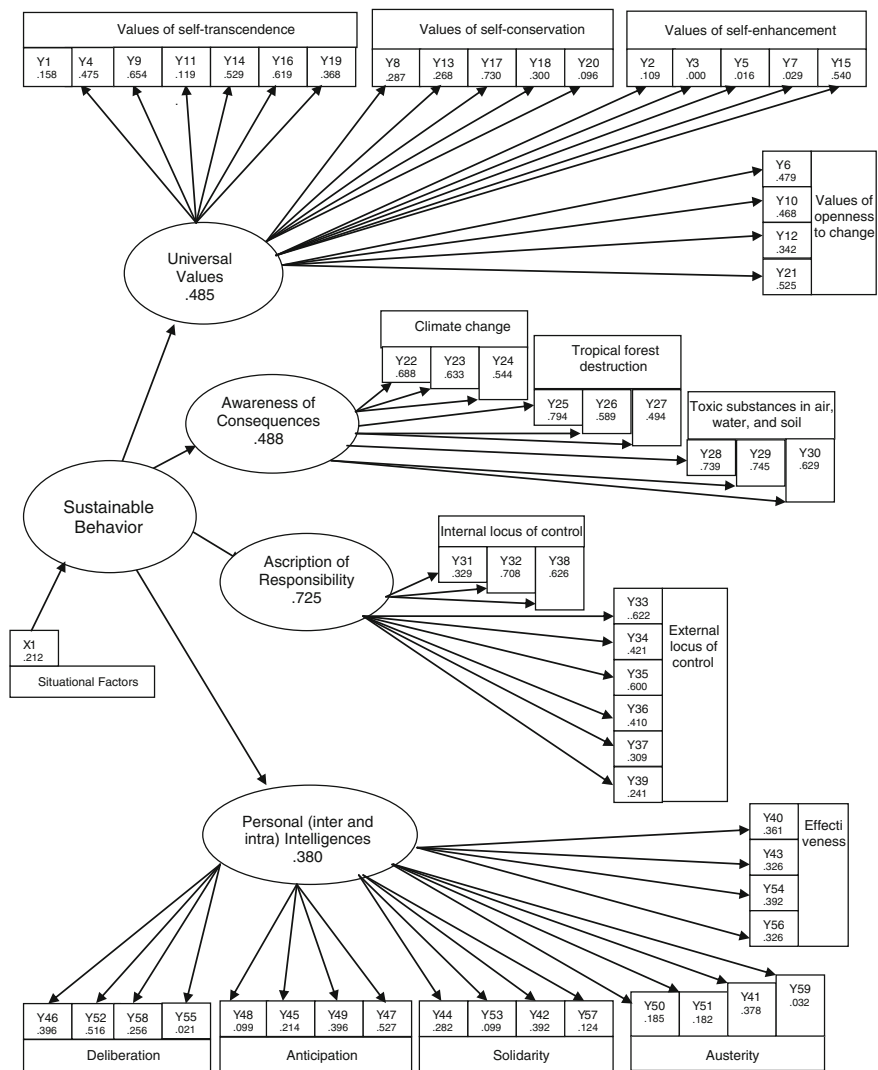 Values of self-transcendence
Y1 Y4 Y9 Y11 Y14 Y16 Y19
.158 .475 .654 .119 .529 .619 .368
Values of self-conservation
Y8 Y13 Y17 Y18 Y20
.287 .268 .730 .300 .096
Values of self-enhancement
Y2 Y3 Y5 Y7 Y15
.109 .000 .016 .029 .540
Y6
.479
Y10
.468
Y12
.342
Y21
.525
Values of
openness
to change
Universal
Values
.485
Climate change
Y22 Y23 Y24
.688 .633 .544
Tropical forest
destruction
Y25 Y26 Y27
.794 .589 .494
Toxic substances in air,
water, and soil
Y28 Y29 Y30
.739 .745 .629
Awareness of
Consequences
.488
Sustainable
Behavior
Internal locus of control
Y31 Y32 Y38
.329 .708 .626
Ascription of
Responsibility
.725
Y33
..622
Y34
.421
Y35
.600
Y36
.410
Y37
.309
Y39
.241
External
locus of
control
X1
.212
Situational Factors
Personal (inter and
intra) Intelligences
.380
Y40
.361
Y43
.326
Y54
.392
Y56
.326
Effecti
veness
Y46 Y52 Y58 Y55
.396 .516 .256 .021
Deliberation
Y48 Y45 Y49 Y47
.099 .214 .396 .527
Anticipation
Y44 Y53 Y42 Y57
.282 .099 .392 .124
Solidarity
Y50 Y51 Y41 Y59
.185 .182 .378 .032
Austerity